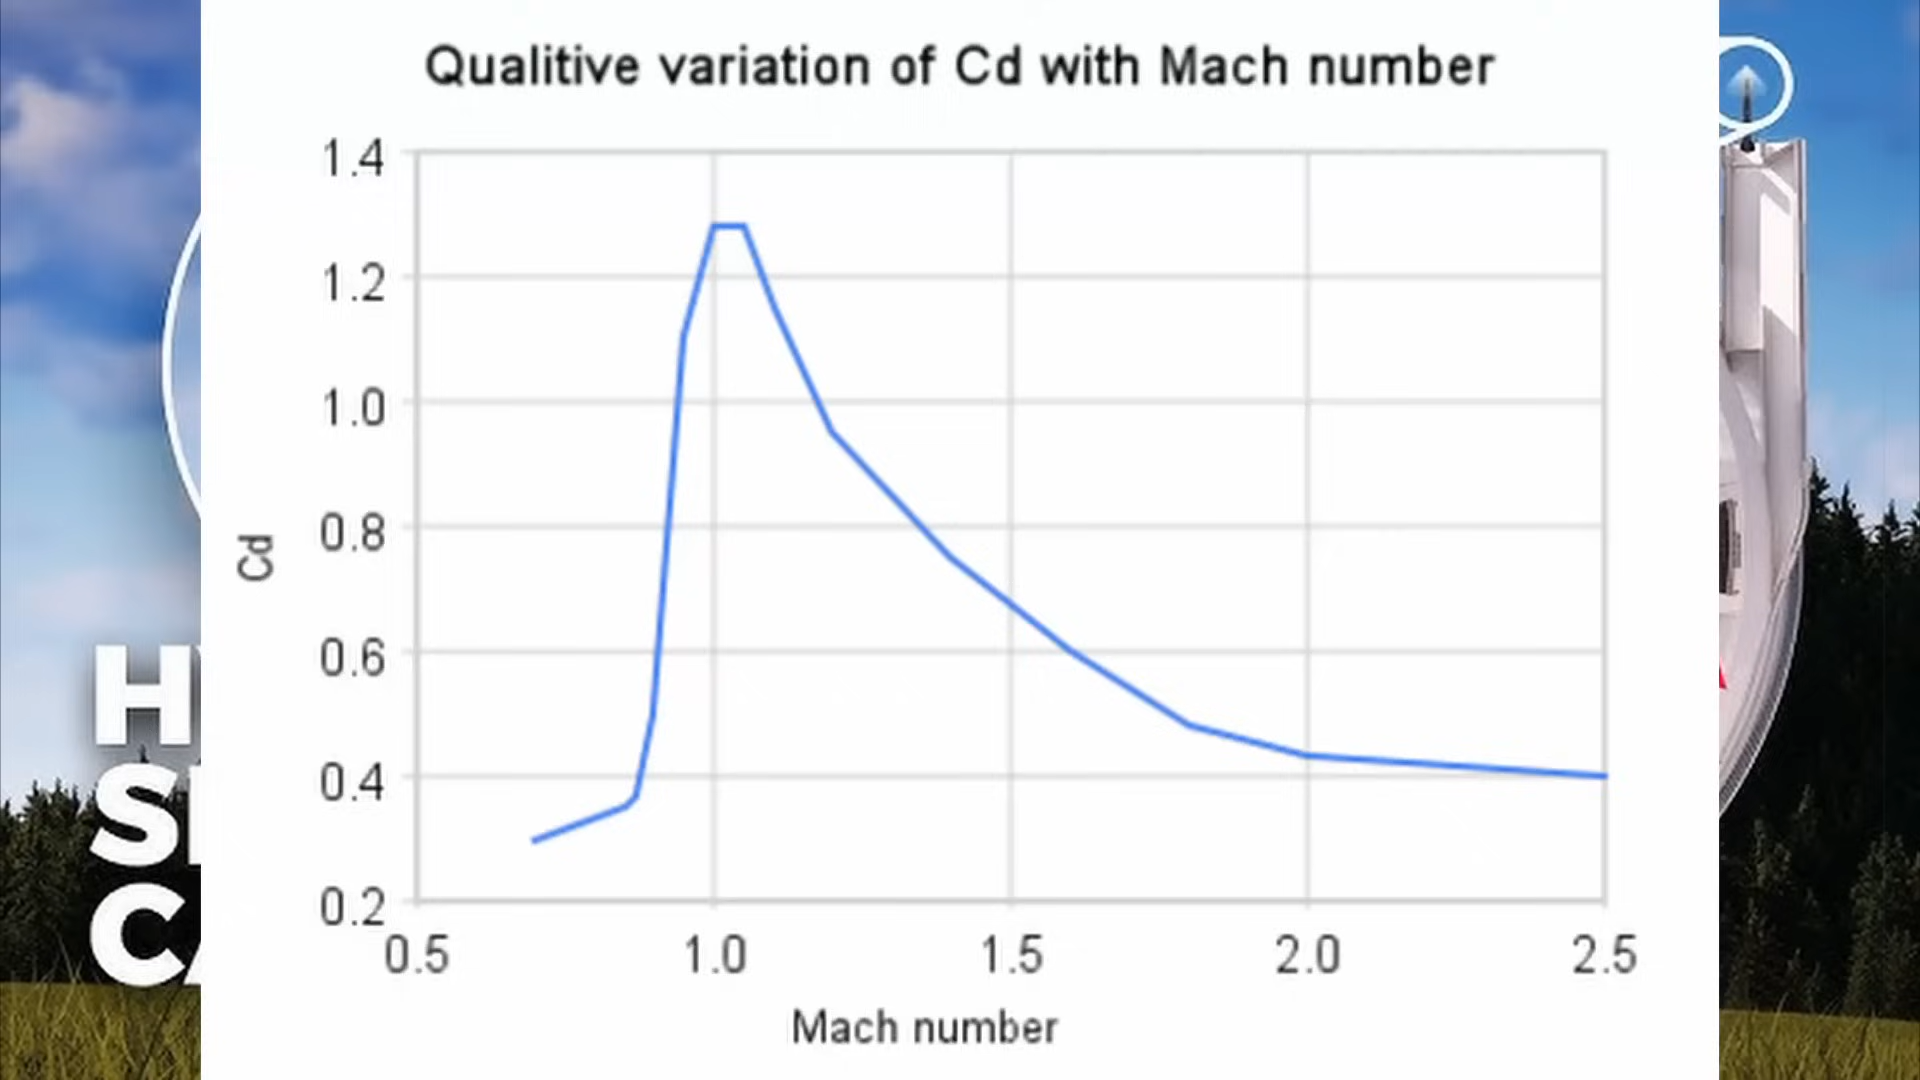 Qualitive variation of Cd with Mach number
1.4
1.2
1.0
0.8
0.6
0.4
0.2
Cd
0.5 1.0 1.5 2.0 2.5
Mach number
H
S
C